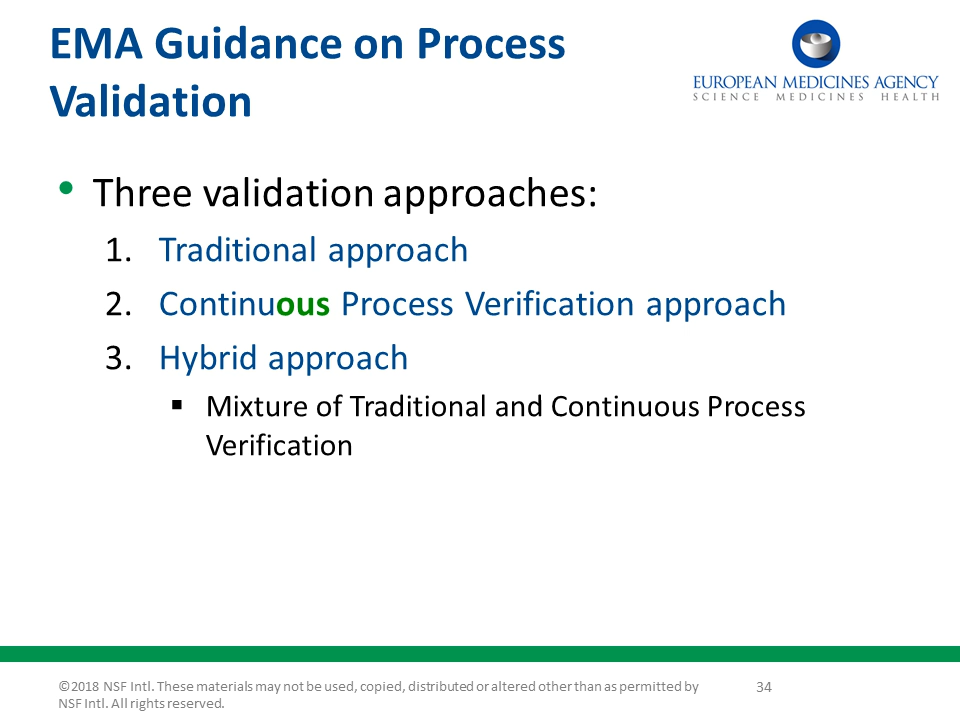 EMA Guidance on Process
Validation
EUROPEAN MEDICINES AGENCY
SCIENCE MEDICINES HEALTH
• Three validation approaches:
1. Traditional approach
2. Continuous Process Verification approach
3. Hybrid approach
▪ Mixture of Traditional and Continuous Process
Verification
©2018 NSF Intl. These materials may not be used, copied, distributed or altered other than as permitted by
NSF Intl. All rights reserved.
34